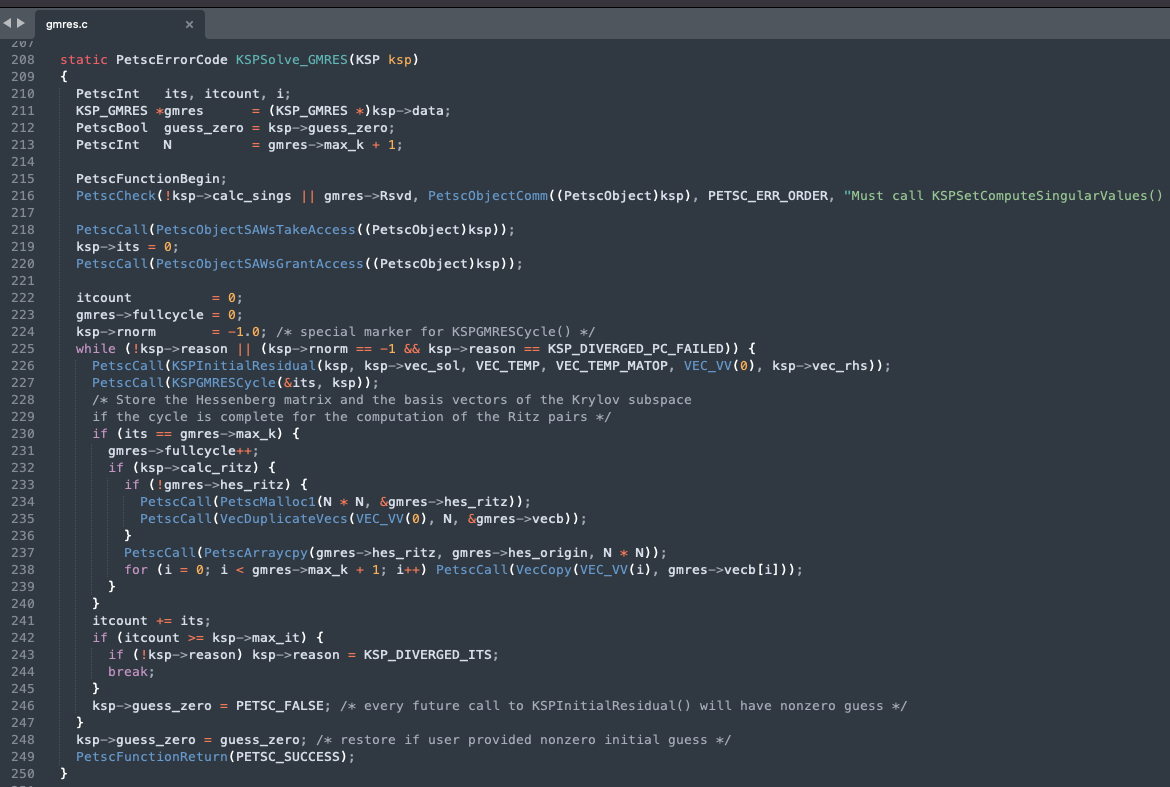 gmres.c
207
208 static PetscErrorCode KSPSolve_GMRES(KSP ksp)
209 {
210   PetscInt   its, itcount, i;
211   KSP_GMRES *gmres      = (KSP_GMRES *)ksp->data;
212   PetscBool  guess_zero = ksp->guess_zero;
213   PetscInt   N          = gmres->max_k + 1;
214
215   PetscFunctionBegin;
216   PetscCheck(!ksp->calc_sings || gmres->Rsvd, PetscObjectComm((PetscObject)ksp), PETSC_ERR_ORDER, "Must call KSPSetComputeSingularValues()
217
218   PetscCall(PetscObjectSAWsTakeAccess((PetscObject)ksp));
219   ksp->its = 0;
220   PetscCall(PetscObjectSAWsGrantAccess((PetscObject)ksp));
221
222   itcount          = 0;
223   gmres->fullcycle = 0;
224   ksp->rnorm       = -1.0; /* special marker for KSPGMRESCycle() */
225   while (!ksp->reason || (ksp->rnorm == -1 && ksp->reason == KSP_DIVERGED_PC_FAILED)) {
226     PetscCall(KSPInitialResidual(ksp, ksp->vec_sol, VEC_TEMP, VEC_TEMP_MATOP, VEC_VV(0), ksp->vec_rhs));
227     PetscCall(KSPGMRESCycle(&its, ksp));
228     /* Store the Hessenberg matrix and the basis vectors of the Krylov subspace
229     if the cycle is complete for the computation of the Ritz pairs */
230     if (its == gmres->max_k) {
231       gmres->fullcycle++;
232       if (ksp->calc_ritz) {
233         if (!gmres->hes_ritz) {
234           PetscCall(PetscMalloc1(N * N, &gmres->hes_ritz));
235           PetscCall(VecDuplicateVecs(VEC_VV(0), N, &gmres->vecb));
236         }
237         PetscCall(PetscArraycpy(gmres->hes_ritz, gmres->hes_origin, N * N));
238         for (i = 0; i < gmres->max_k + 1; i++) PetscCall(VecCopy(VEC_VV(i), gmres->vecb[i]));
239       }
240     }
241     itcount += its;
242     if (itcount >= ksp->max_it) {
243       if (!ksp->reason) ksp->reason = KSP_DIVERGED_ITS;
244       break;
245     }
246     ksp->guess_zero = PETSC_FALSE; /* every future call to KSPInitialResidual() will have nonzero guess */
247   }
248   ksp->guess_zero = guess_zero; /* restore if user provided nonzero initial guess */
249   PetscFunctionReturn(PETSC_SUCCESS);
250 }